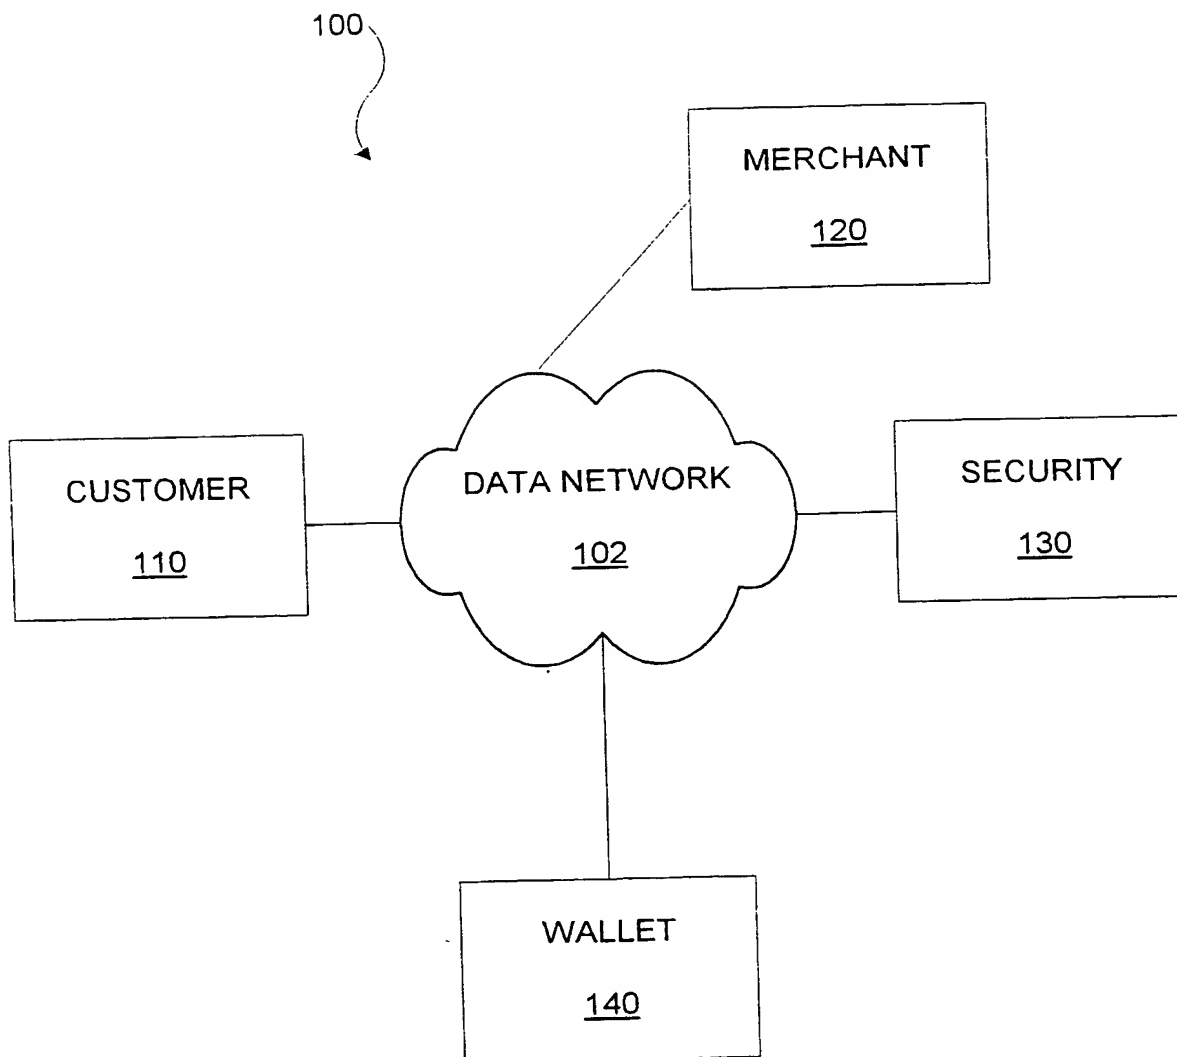 100
MERCHANT
120
CUSTOMER
110
DATA NETWORK
102
SECURITY
130
WALLET
140